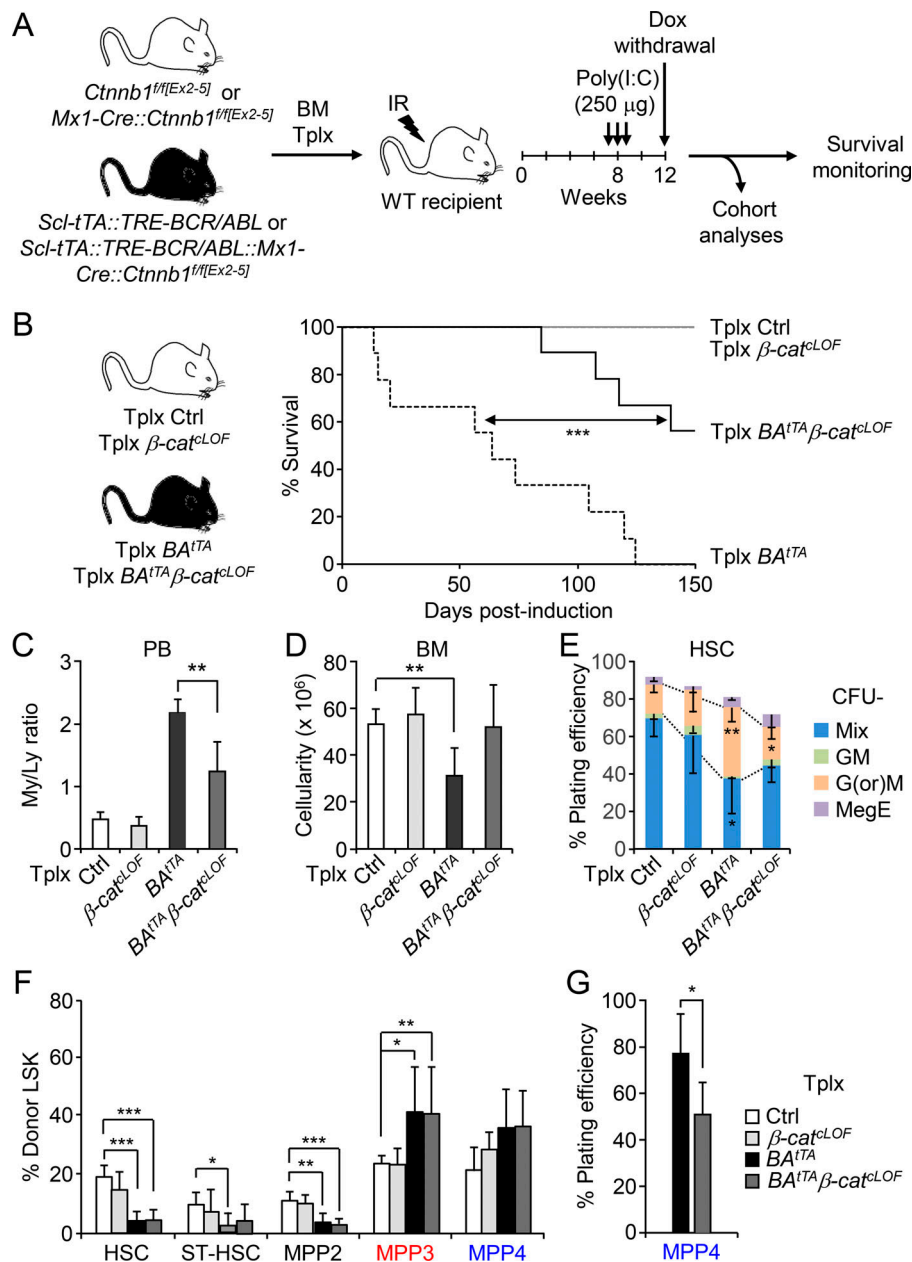 A
Ctnnb1f/f[Ex2-5] or
Mx1-Cre::Ctnnb1f/f[Ex2-5]
Scl-tTA::TRE-BCR/ABL or
Scl-tTA::TRE-BCR/ABL::Mx1-
Cre::Ctnnb1f/f[Ex2-5]
BM
Tplx
IR
WT recipient
Dox
withdrawal
Poly(I:C)
(250 µg)
0 8 12
Weeks
Cohort
analyses
Survival
monitoring
B
Tplx Ctrl
Tplx β-catcLOF
Tplx BAtTA
Tplx BAtTAβ-catcLOF
% Survival
100
80
60
40
20
0
0 50 100 150
Days post-induction
***
Tplx Ctrl
Tplx β-catcLOF
Tplx BAtTAβ-catcLOF
Tplx BAtTA
C
PB
My/Ly ratio
3
2
1
0
**
Tplx Ctrl
β-catcLOF
BAtTA
BAtTAβ-catcLOF
D
BM
Cellularity (x 10⁶)
80
60
40
20
0
**
Tplx Ctrl
β-catcLOF
BAtTA
BAtTAβ-catcLOF
E
HSC
% Plating efficiency
100
80
60
40
20
0
**
*
*
Tplx Ctrl
β-catcLOF
BAtTA
BAtTAβ-catcLOF
CFU-
Mix
GM
G(or)M
MegE
F
% Donor LSK
80
60
40
20
0
***
***
*
***
**
**
*
HSC ST-HSC MPP2 MPP3 MPP4
G
% Plating efficiency
100
80
60
40
20
0
*
MPP4
Tplx
Ctrl
β-catcLOF
BAtTA
BAtTAβ-catcLOF